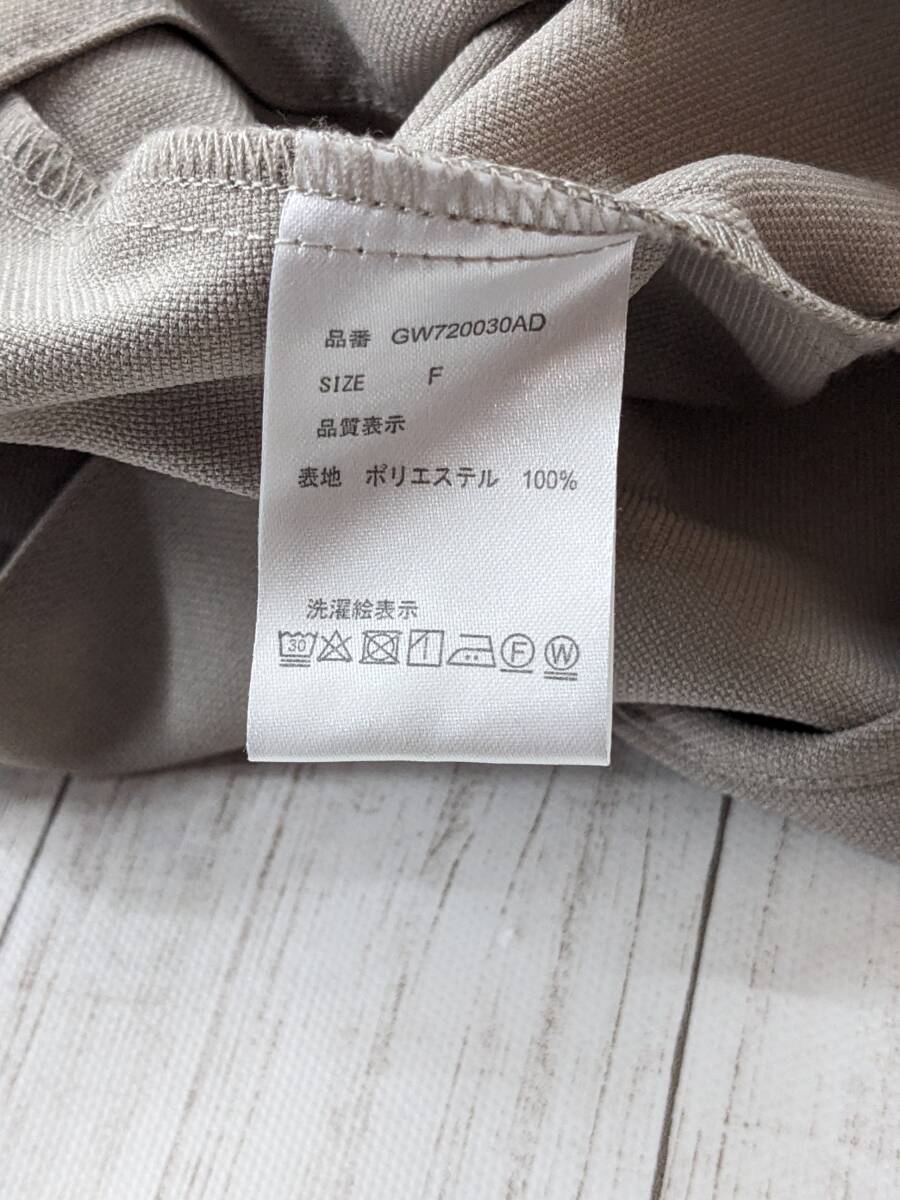 品番 GW720030AD
SIZE F
品質表示
表地 ポリエステル 100%
洗濯絵表示
30 F W